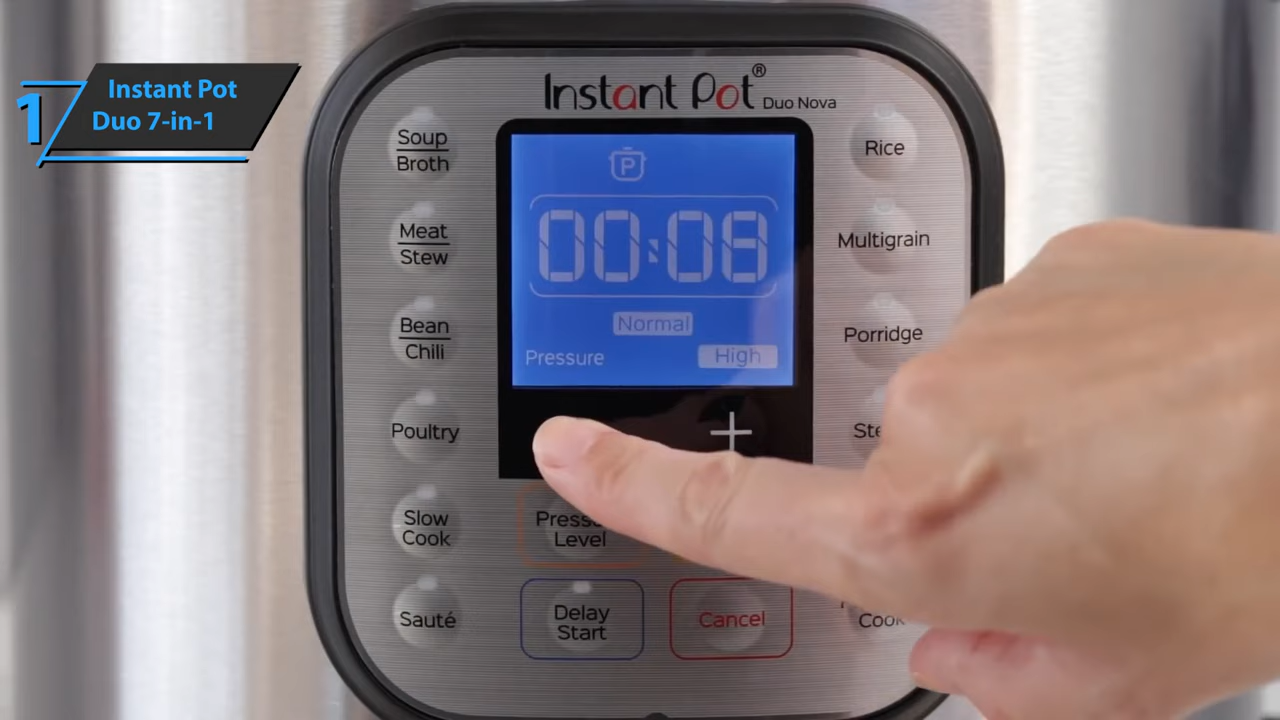 1
Instant Pot
Duo 7-in-1
Instant Pot®
Duo Nova
Soup
Broth
Meat
Stew
Bean
Chili
Poultry
Slow
Cook
Sauté
P
00:08
Normal
Pressure High
+
Level
Delay
Start
Cancel
Rice
Multigrain
Porridge
Cook